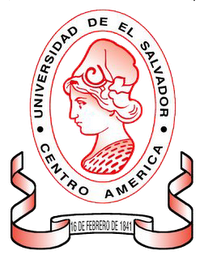 UNIVERSIDAD DE EL SALVADOR
CENTRO AMERICA
16 DE FEBRERO DE 1841